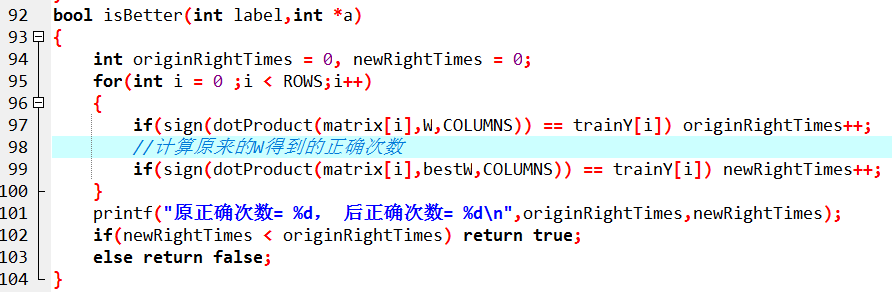 92 bool isBetter(int label,int *a)
93 {
94 int originRightTimes = 0, newRightTimes = 0;
95 for(int i = 0 ;i < ROWS;i++)
96 {
97 if(sign(dotProduct(matrix[i],W,COLUMNS)) == trainY[i]) originRightTimes++;
98 //计算原来的W得到的正确次数
99 if(sign(dotProduct(matrix[i],bestW,COLUMNS)) == trainY[i]) newRightTimes++;
100 }
101 printf("原正确次数= %d, 后正确次数= %d\n",originRightTimes,newRightTimes);
102 if(newRightTimes < originRightTimes) return true;
103 else return false;
104 }